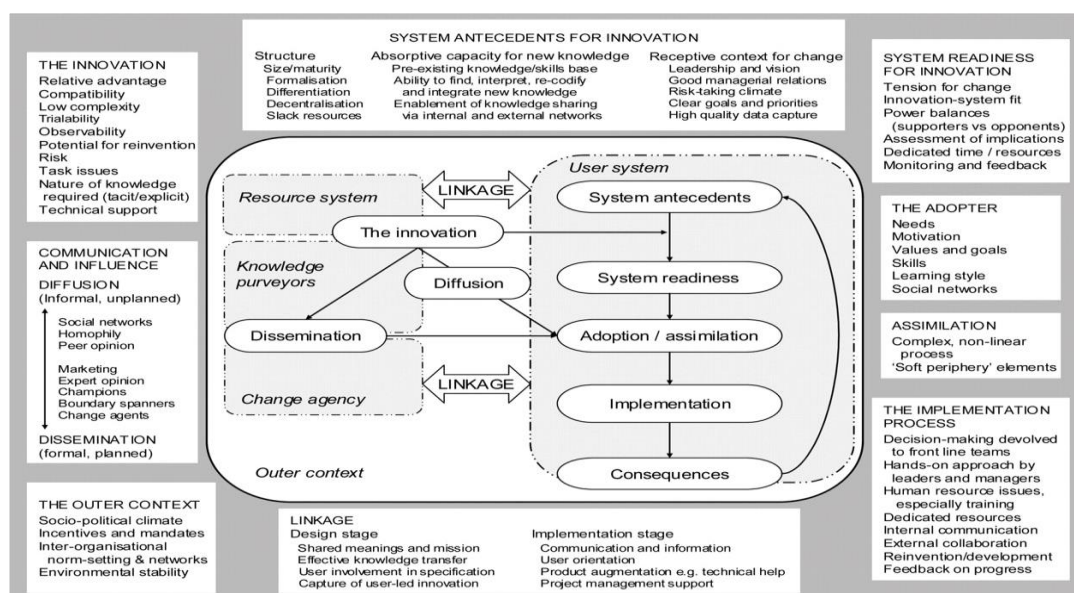 SYSTEM ANTECEDENTS FOR INNOVATION
Structure
Size/maturity
Formalisation
Differentiation
Decentralisation
Slack resources
Absorptive capacity for new knowledge
Pre-existing knowledge/skills base
Ability to find, interpret, re-codify
and integrate new knowledge
Enablement of knowledge sharing
via internal and external networks
Receptive context for change
Leadership and vision
Good managerial relations
Risk-taking climate
Clear goals and priorities
High quality data capture
THE INNOVATION
Relative advantage
Compatibility
Low complexity
Trialability
Observability
Potential for reinvention
Risk
Task issues
Nature of knowledge
required (tacit/explicit)
Technical support
COMMUNICATION
AND INFLUENCE
DIFFUSION
(Informal, unplanned)
Social networks
Homophily
Peer opinion
Marketing
Expert opinion
Champions
Boundary spanners
Change agents
DISSEMINATION
(formal, planned)
THE OUTER CONTEXT
Socio-political climate
Incentives and mandates
Inter-organisational
norm-setting & networks
Environmental stability
Resource system
LINKAGE
User system
System antecedents
The innovation
Knowledge
purveyors
Diffusion
System readiness
Dissemination
Adoption / assimilation
LINKAGE
Change agency
Implementation
Outer context
Consequences
LINKAGE
Design stage
Shared meanings and mission
Effective knowledge transfer
User involvement in specification
Capture of user-led innovation
Implementation stage
Communication and information
User orientation
Product augmentation e.g. technical help
Project management support
SYSTEM READINESS
FOR INNOVATION
Tension for change
Innovation-system fit
Power balances
(supporters vs opponents)
Assessment of implications
Dedicated time / resources
Monitoring and feedback
THE ADOPTER
Needs
Motivation
Values and goals
Skills
Learning style
Social networks
ASSIMILATION
Complex, non-linear
process
‘Soft periphery’ elements
THE IMPLEMENTATION
PROCESS
Decision-making devolved
to front line teams
Hands-on approach by
leaders and managers
Human resource issues,
especially training
Dedicated resources
Internal communication
External collaboration
Reinvention/development
Feedback on progress